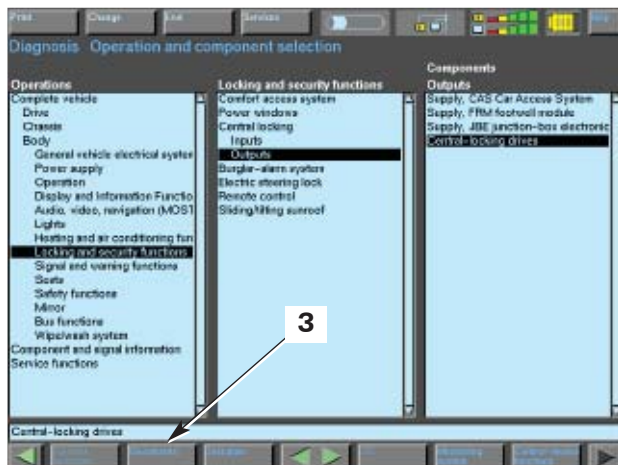 Print
Change
End
Services
Help
Diagnosis Operation and component selection
Operations
Complete vehicle
Drive
Chassis
Body
General vehicle electrical system
Power supply
Operation
Display and Information Functio
Audio, video, navigation (MOST
Lights
Heating and air conditioning fun
Locking and security functions
Signal and warning functions
Seats
Safety functions
Mirror
Bus functions
Wipe/wash system
Component and signal information
Service functions
Locking and security functions
Comfort access system
Power windows
Central locking
Inputs
Outputs
Burglar-alarm system
Electric steering lock
Remote control
Sliding/tilting sunroof
Components
Outputs
Supply, CAS Car Access System
Supply, FRM footwell module
Supply, JBE junction-box electronic
Central-locking drives
3
Central-locking drives